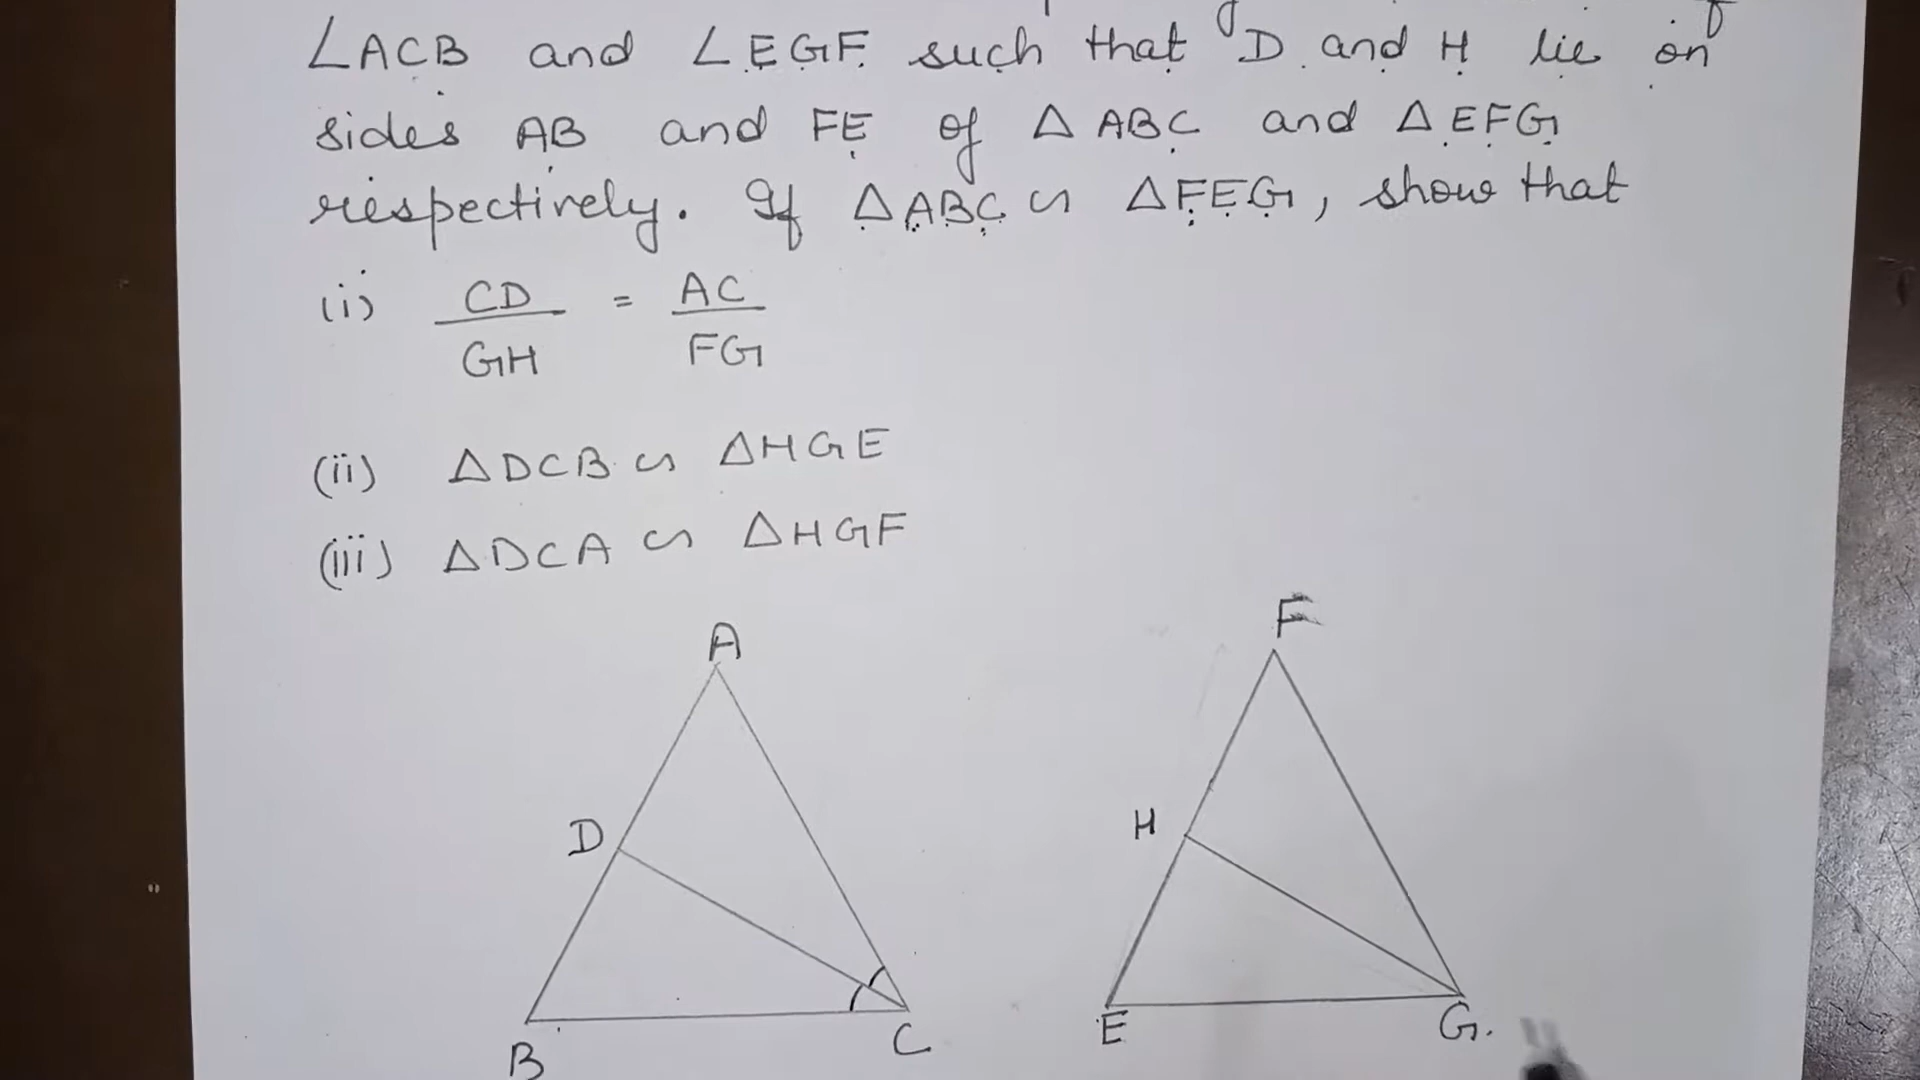 ∠ACB and ∠EGF such that D and H lie on
sides AB and FE of △ABC and △EFG
respectively. If △ABC ∽ △FEG, show that
(i) CD/GH = AC/FG
(ii) △DCB ∽ △HGE
(iii) △DCA ∽ △HGF
A
F
D
H
B
C
E
G.